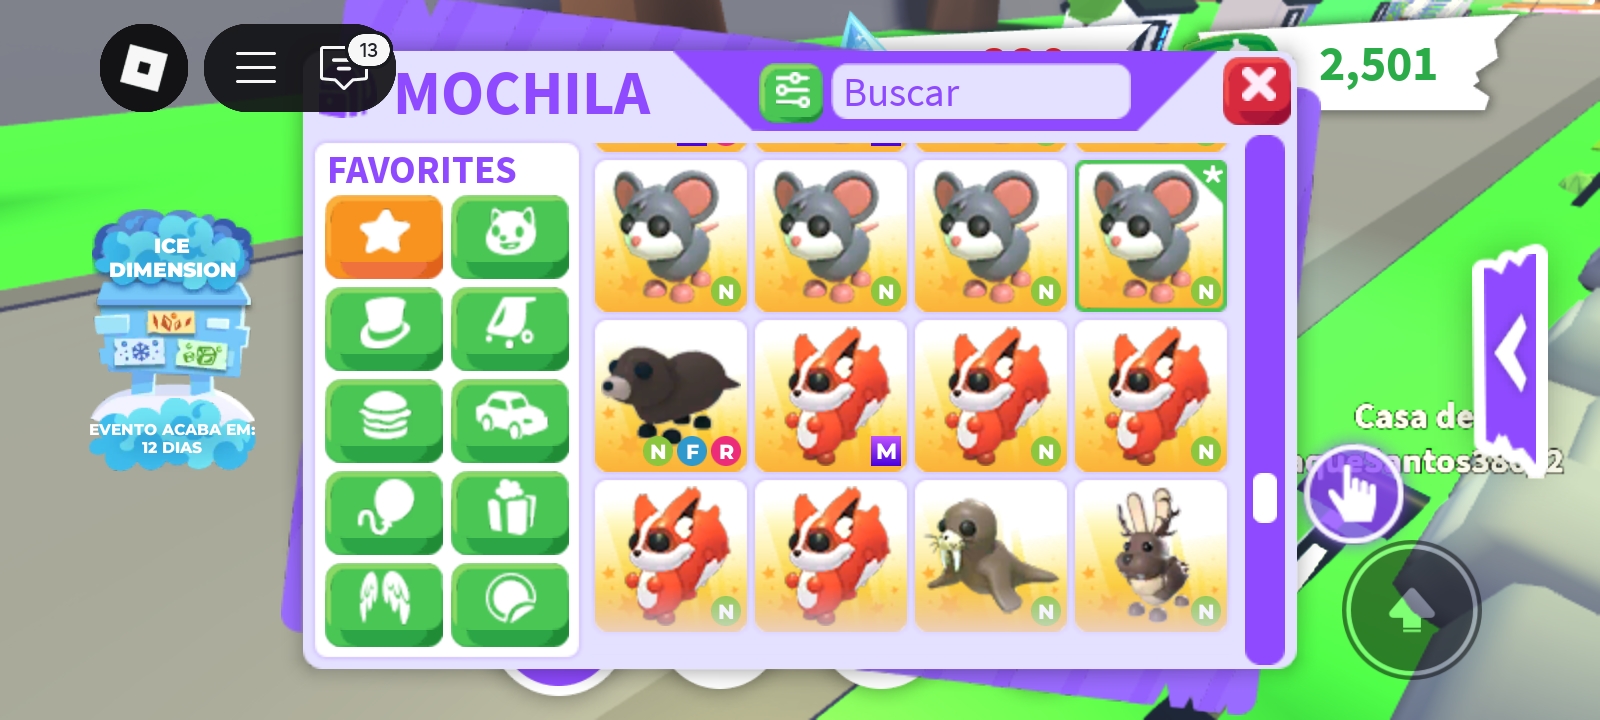 13
MOCHILA
Buscar
2,501
FAVORITES
N
N
N
N
N F R
M
N
N
N
N
N
ICE
DIMENSION
EVENTO ACABA EM:
12 DIAS
Casa de